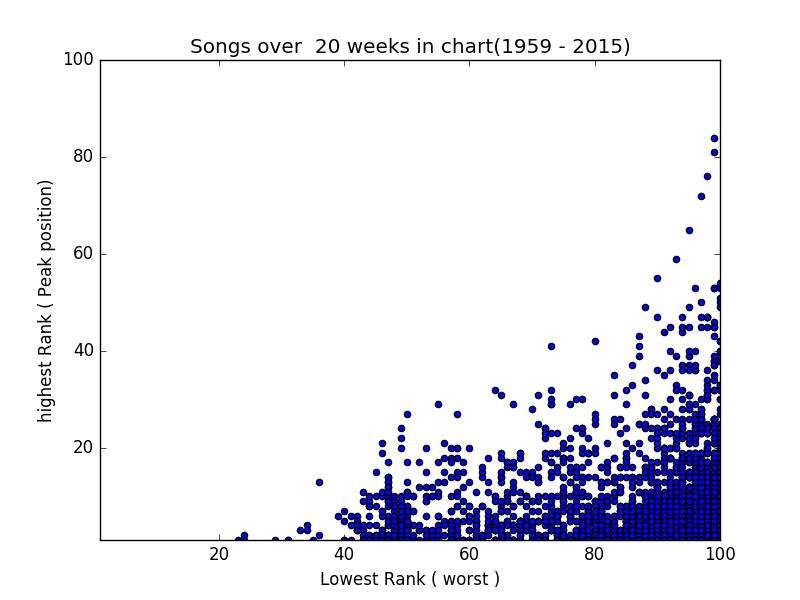 Songs over  20 weeks in chart(1959 - 2015)
100
80
60
40
20
highest Rank ( Peak position)
20 40 60 80 100
Lowest Rank ( worst )